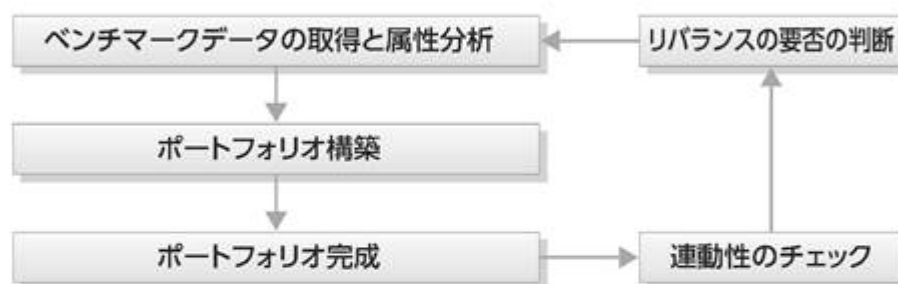 ベンチマークデータの取得と属性分析
リバランスの要否の判断
ポートフォリオ構築
ポートフォリオ完成
連動性のチェック